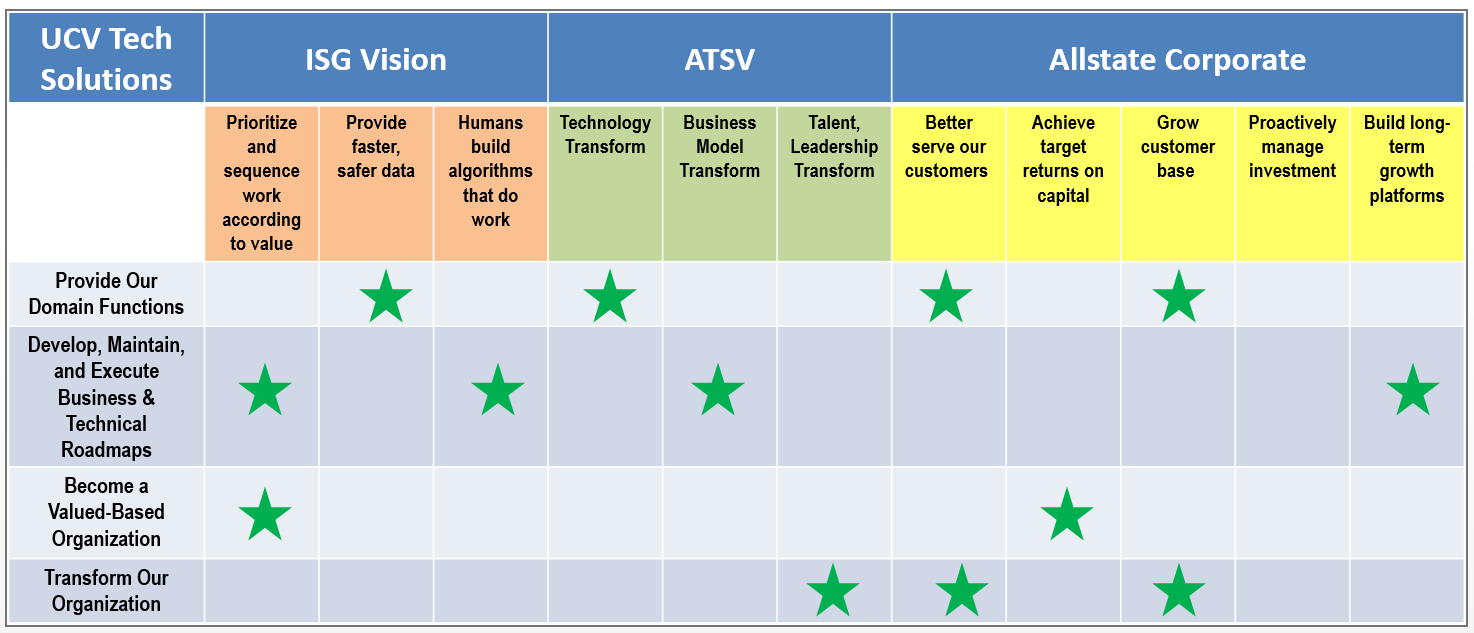 UCV Tech
Solutions
ISG Vision
ATSV
Allstate Corporate
Prioritize
and
sequence
work
according
to value
Provide
faster,
safer data
Humans
build
algorithms
that do
work
Technology
Transform
Business
Model
Transform
Talent,
Leadership
Transform
Better
serve our
customers
Achieve
target
returns on
capital
Grow
customer
base
Proactively
manage
investment
Build long-
term
growth
platforms
Provide Our
Domain Functions
Develop, Maintain,
and Execute
Business &
Technical
Roadmaps
Become a
Valued-Based
Organization
Transform Our
Organization